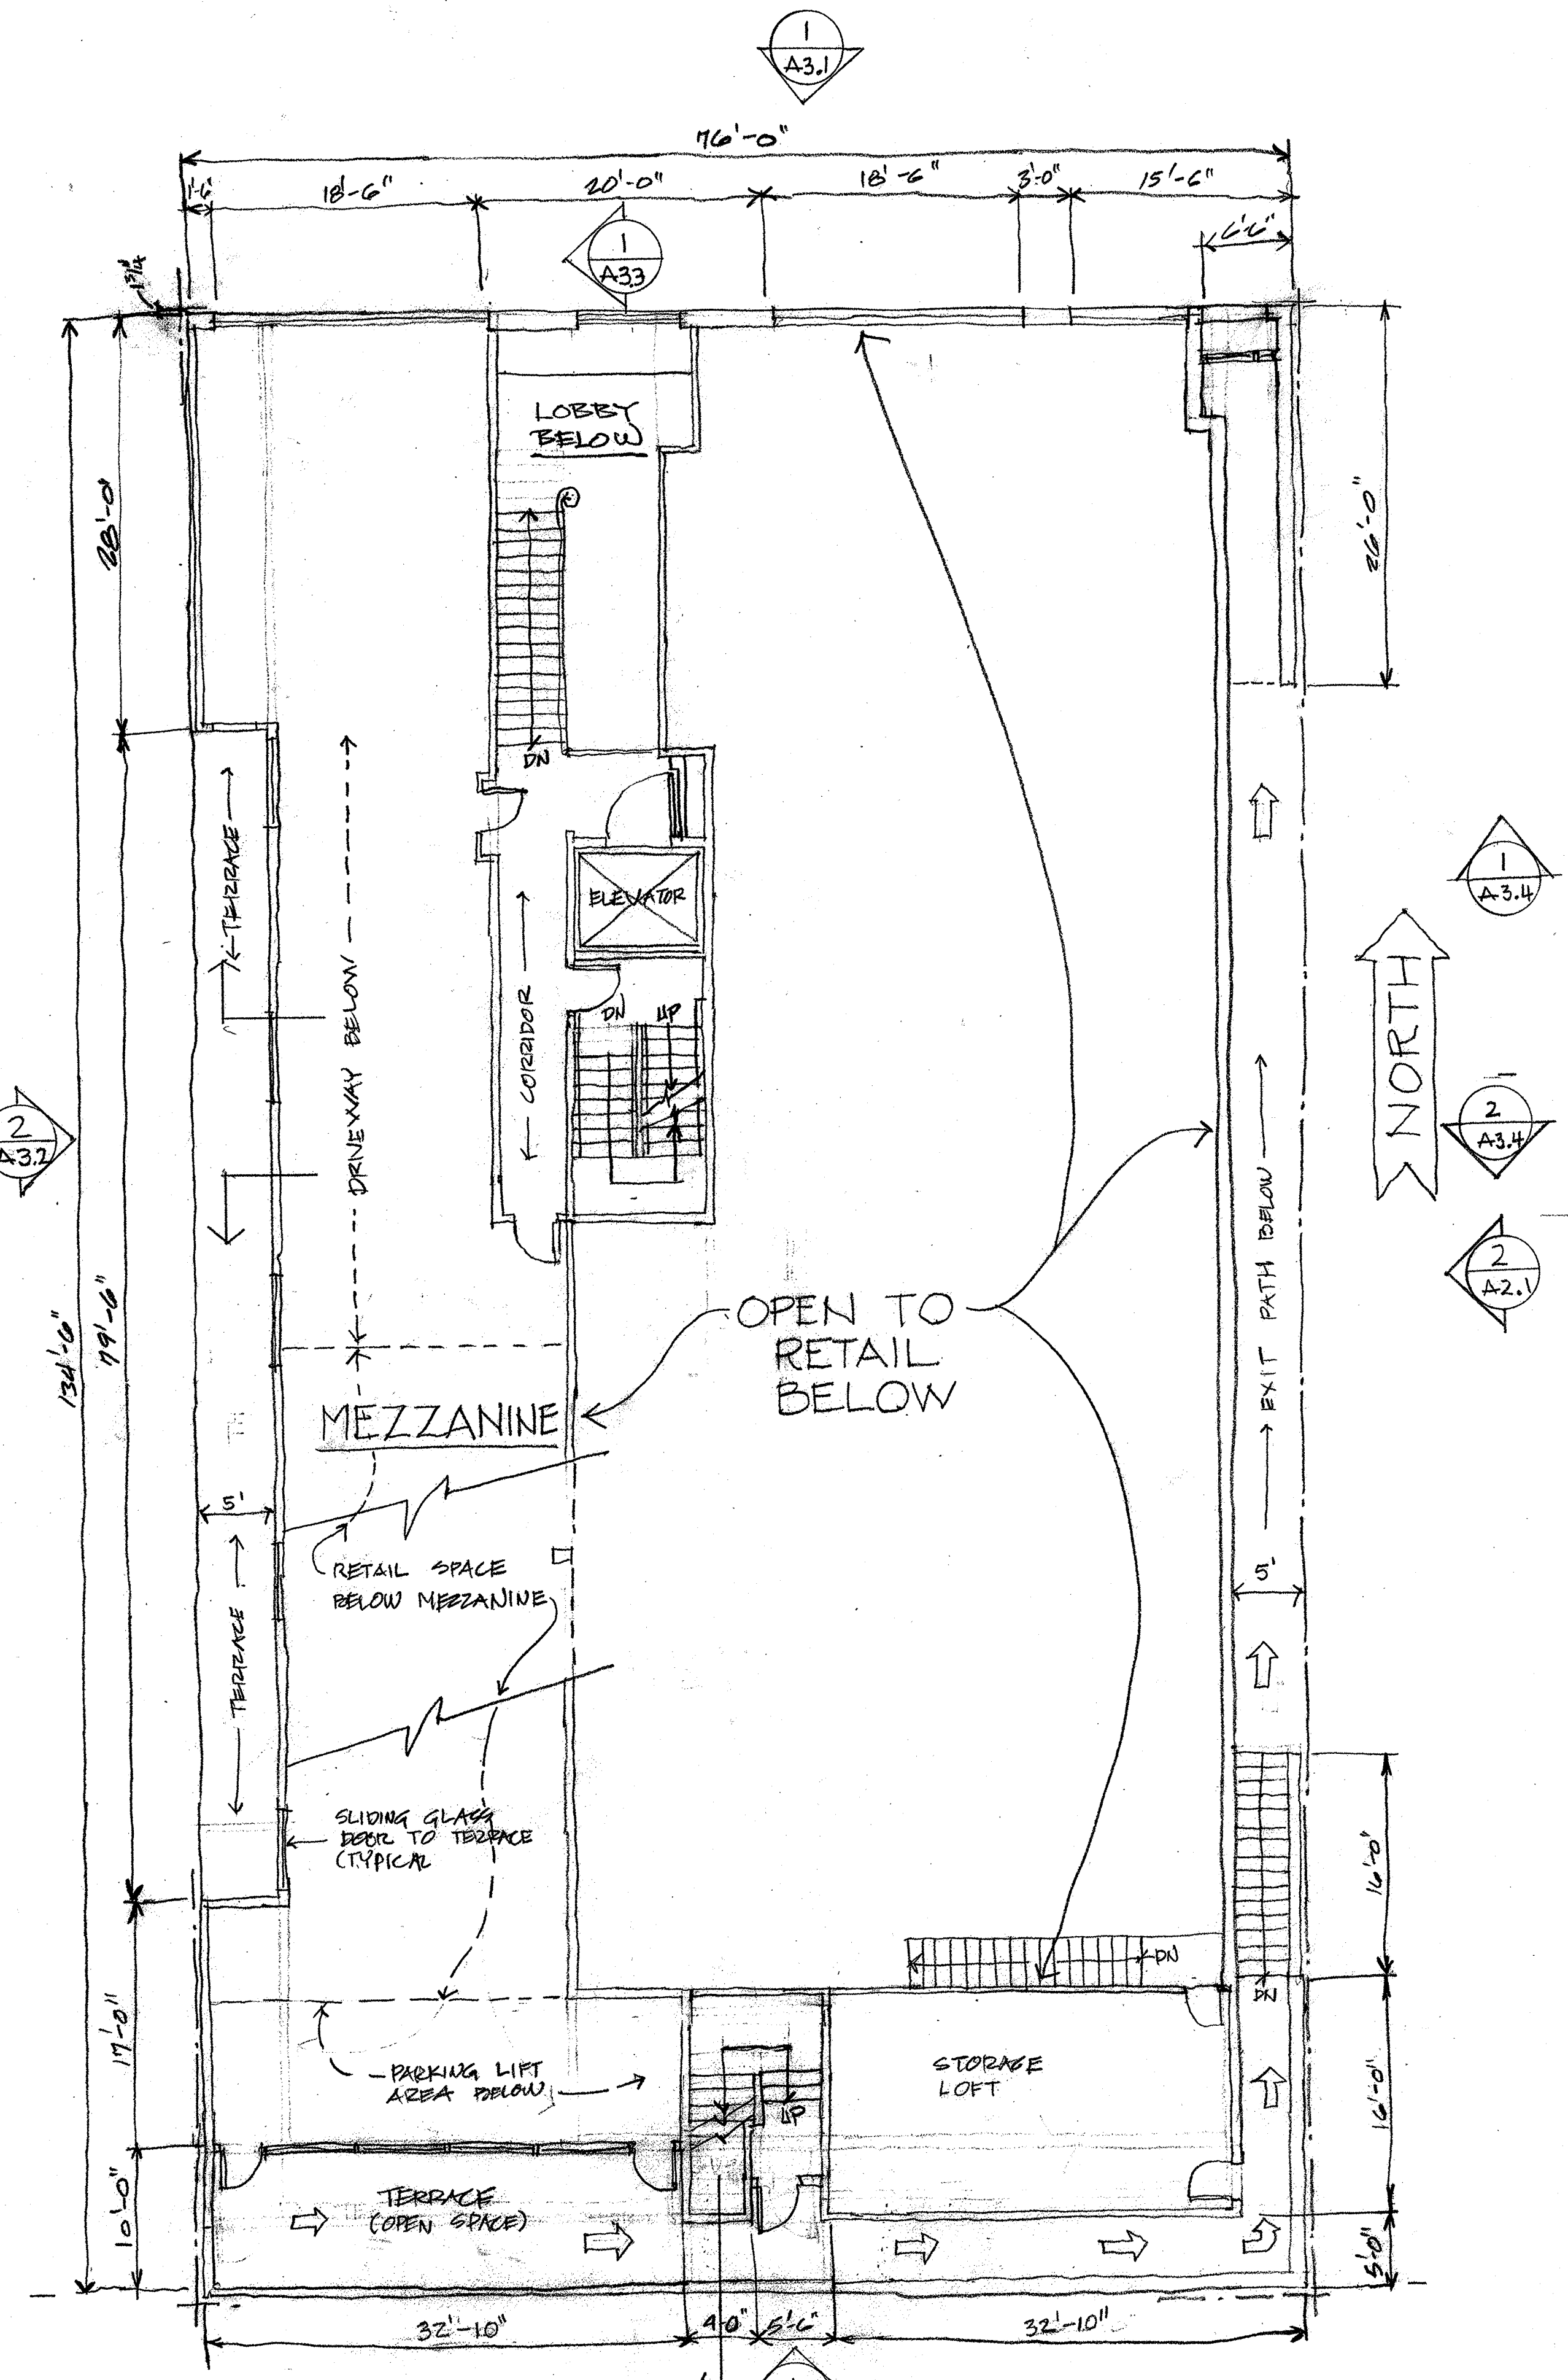 1
A3.1
76'-0"
1'-6"
18'-6"
20'-0"
18'-6"
3'-0"
15'-6"
6'-6"
1
A3.3
1 3/4"
LOBBY
BELOW
28'-0"
26'-0"
DN
TERRACE
DRIVEWAY BELOW
CORRIDOR
ELEVATOR
DN
UP
1
A3.4
NORTH
2
A3.2
2
A3.4
2
A2.1
134'-6"
79'-6"
EXIT PATH BELOW
OPEN TO
RETAIL
BELOW
MEZZANINE
5'
5'
RETAIL SPACE
BELOW MEZZANINE
TERRACE
SLIDING GLASS
DOOR TO TERRACE
(TYPICAL
16'-0"
DN
DN
17'-0"
PARKING LIFT
AREA BELOW
UP
STORAGE
LOFT
16'-0"
10'-0"
TERRACE
(OPEN SPACE)
5'-0"
32'-10"
4'-0"
5'-6"
32'-10"